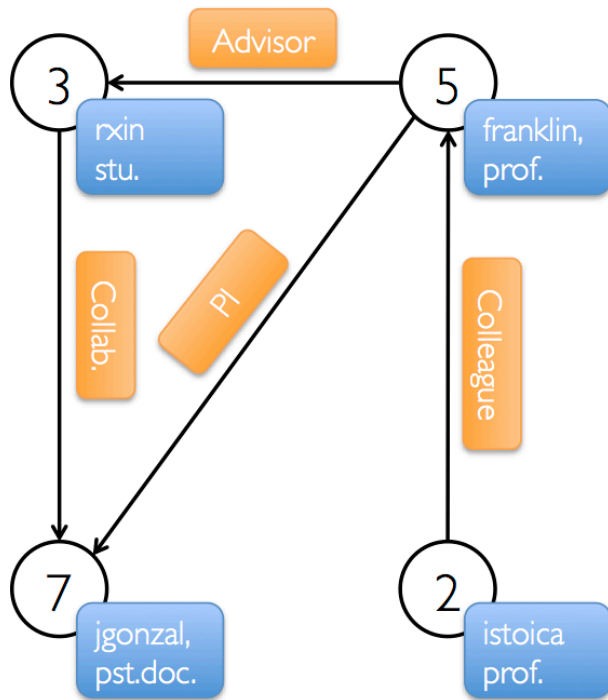 Advisor
3
5
rxin
stu.
franklin,
prof.
Collab.
PI
Colleague
7
2
jgonzal,
pst.doc.
istoica
prof.